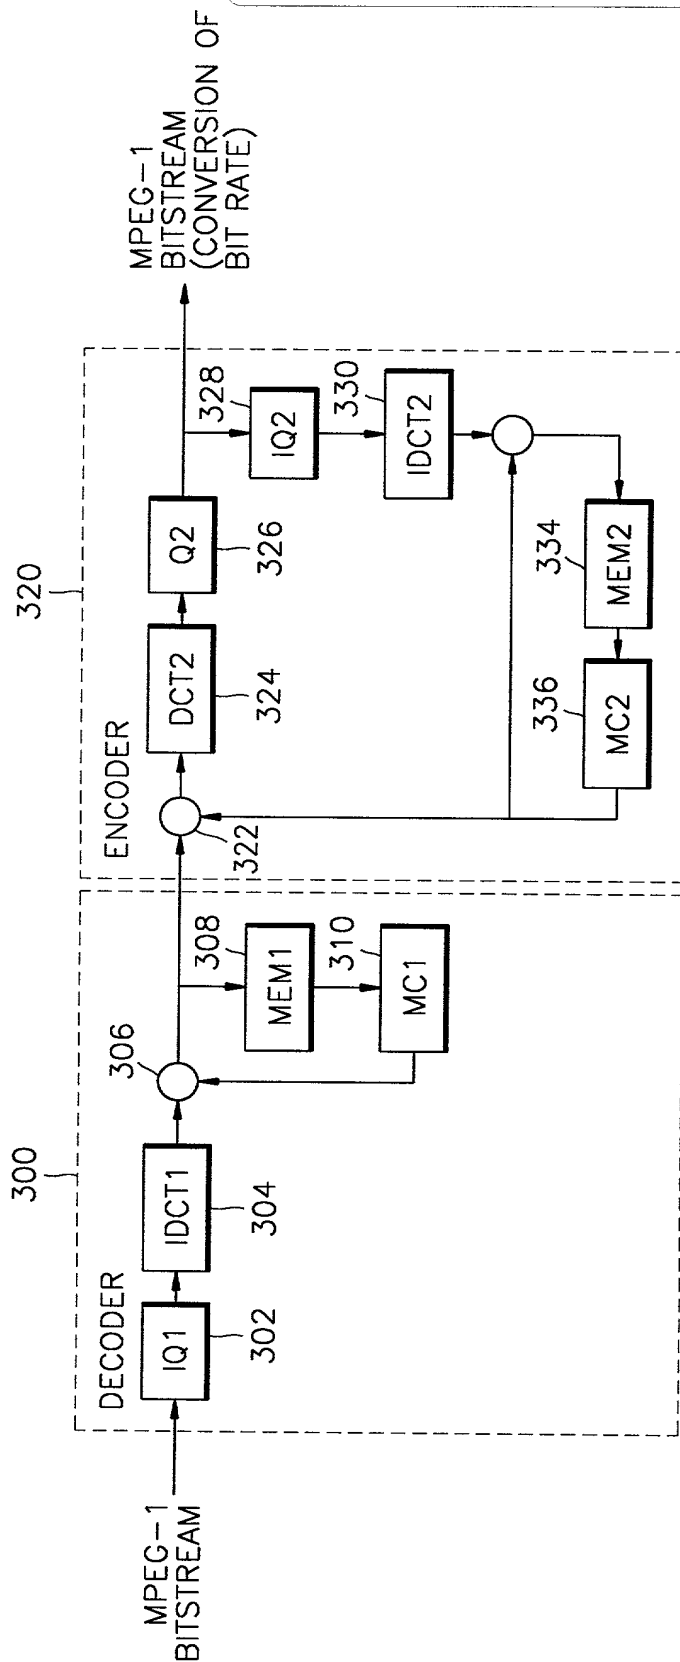 MPEG-1
BITSTREAM
300
DECODER
IQ1
302
IDCT1
304
306
MEM1
308
MC1
310
320
ENCODER
322
DCT2
324
Q2
326
IQ2
328
IDCT2
330
MEM2
334
MC2
336
MPEG-1
BITSTREAM
(CONVERSION OF
BIT RATE)